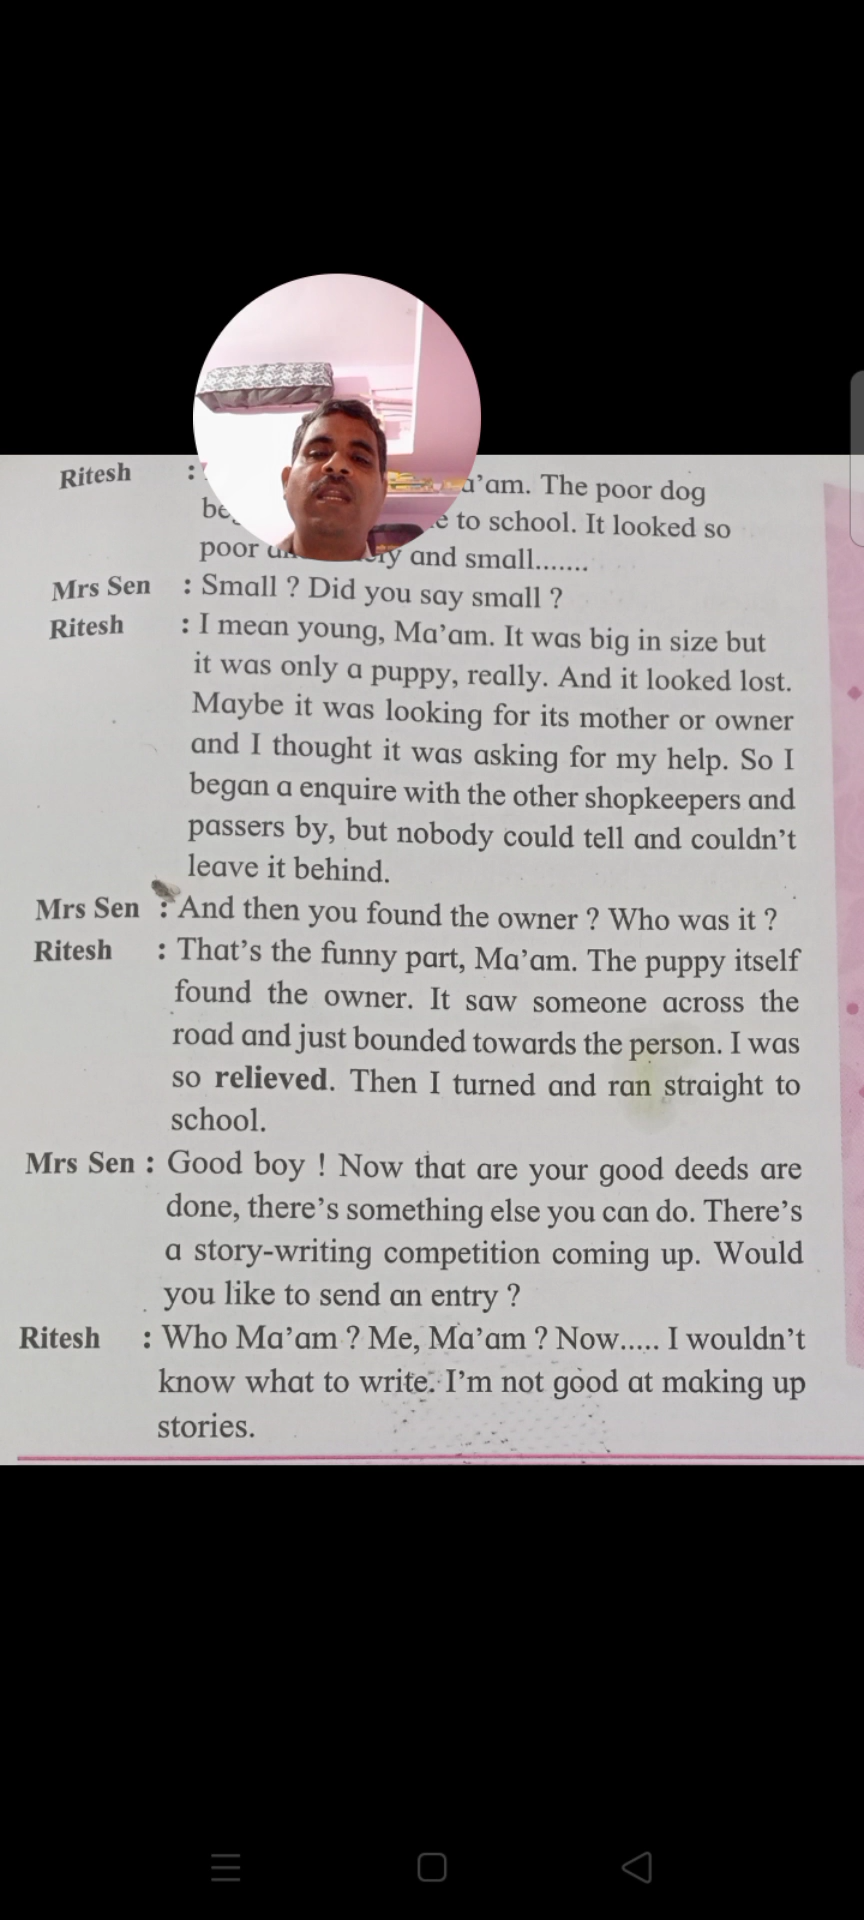 Ritesh : a'am. The poor dog
to school. It looked so
poor and small.......
Mrs Sen : Small ? Did you say small ?
Ritesh : I mean young, Ma'am. It was big in size but
it was only a puppy, really. And it looked lost.
Maybe it was looking for its mother or owner
and I thought it was asking for my help. So I
began a enquire with the other shopkeepers and
passers by, but nobody could tell and couldn't
leave it behind.
Mrs Sen : And then you found the owner ? Who was it ?
Ritesh : That's the funny part, Ma'am. The puppy itself
found the owner. It saw someone across the
road and just bounded towards the person. I was
so relieved. Then I turned and ran straight to
school.
Mrs Sen : Good boy ! Now that are your good deeds are
done, there's something else you can do. There's
a story-writing competition coming up. Would
you like to send an entry ?
Ritesh : Who Ma'am ? Me, Ma'am ? Now..... I wouldn't
know what to write. I'm not good at making up
stories.